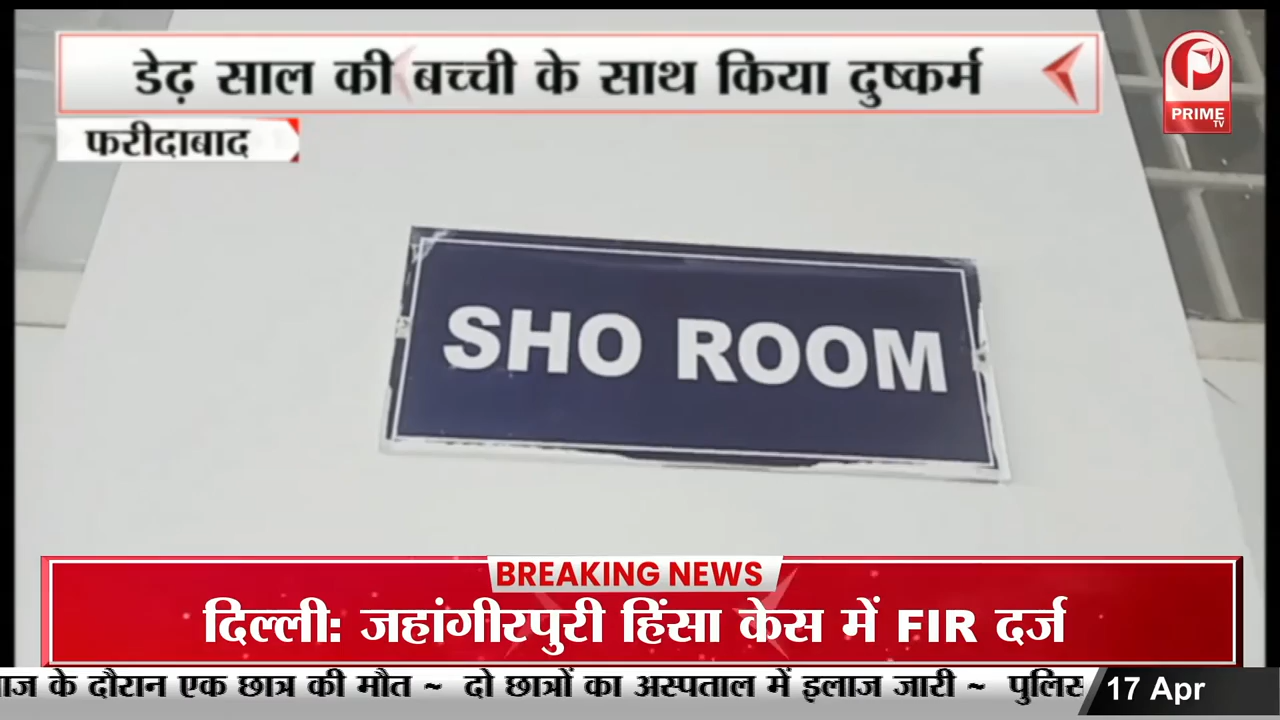 डेढ़ साल की बच्ची के साथ किया दुष्कर्म
PRIME
TV
फरीदाबाद
SHO ROOM
BREAKING NEWS
दिल्ली: जहांगीरपुरी हिंसा केस में FIR दर्ज
के दौरान एक छात्र की मौत ~ दो छात्रों का अस्पताल में इलाज जारी ~ पुलिस
17 Apr